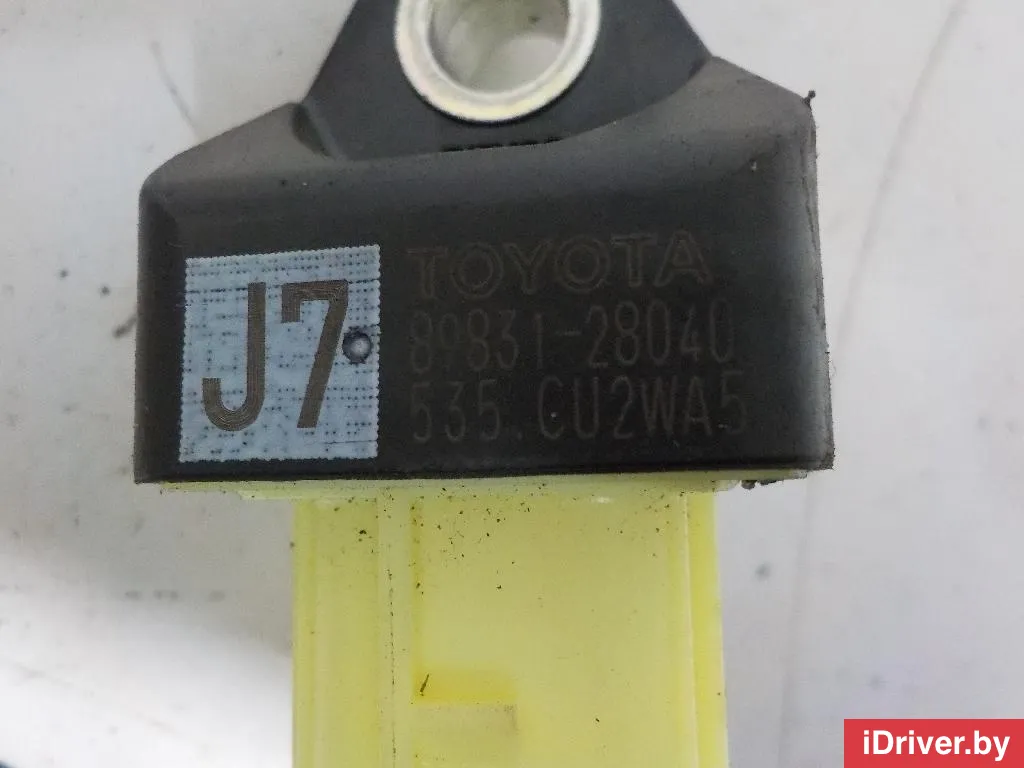 J7
TOYOTA
89831-28040
535.CU2WA5
iDriver.by